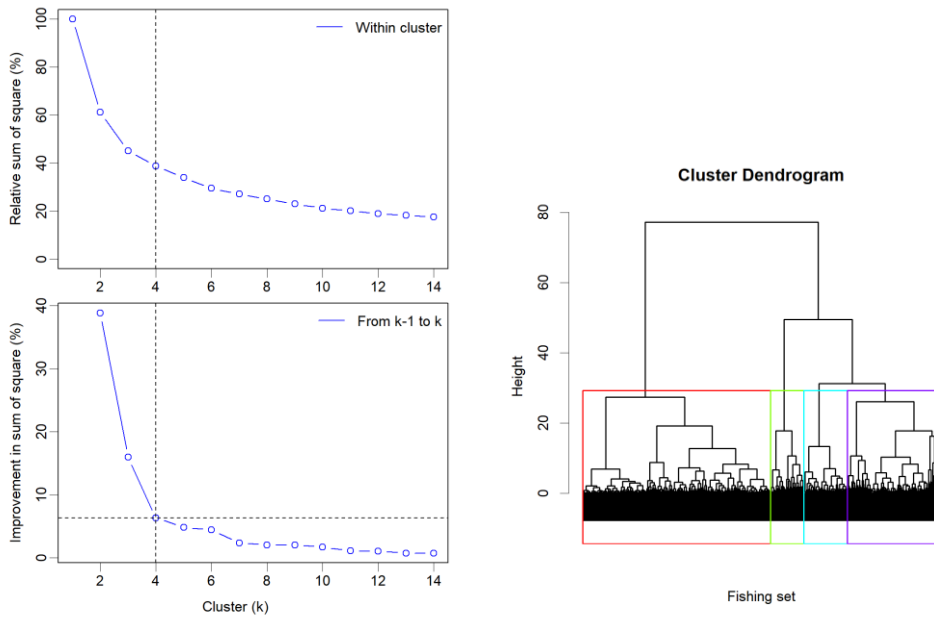 Relative sum of square (%)
100
80
60
40
20
0
Within cluster
2 4 6 8 10 12 14
Improvement in sum of square (%)
40
30
20
10
0
From k-1 to k
2 4 6 8 10 12 14
Cluster (k)
Cluster Dendrogram
Height
80
60
40
20
0
Fishing set